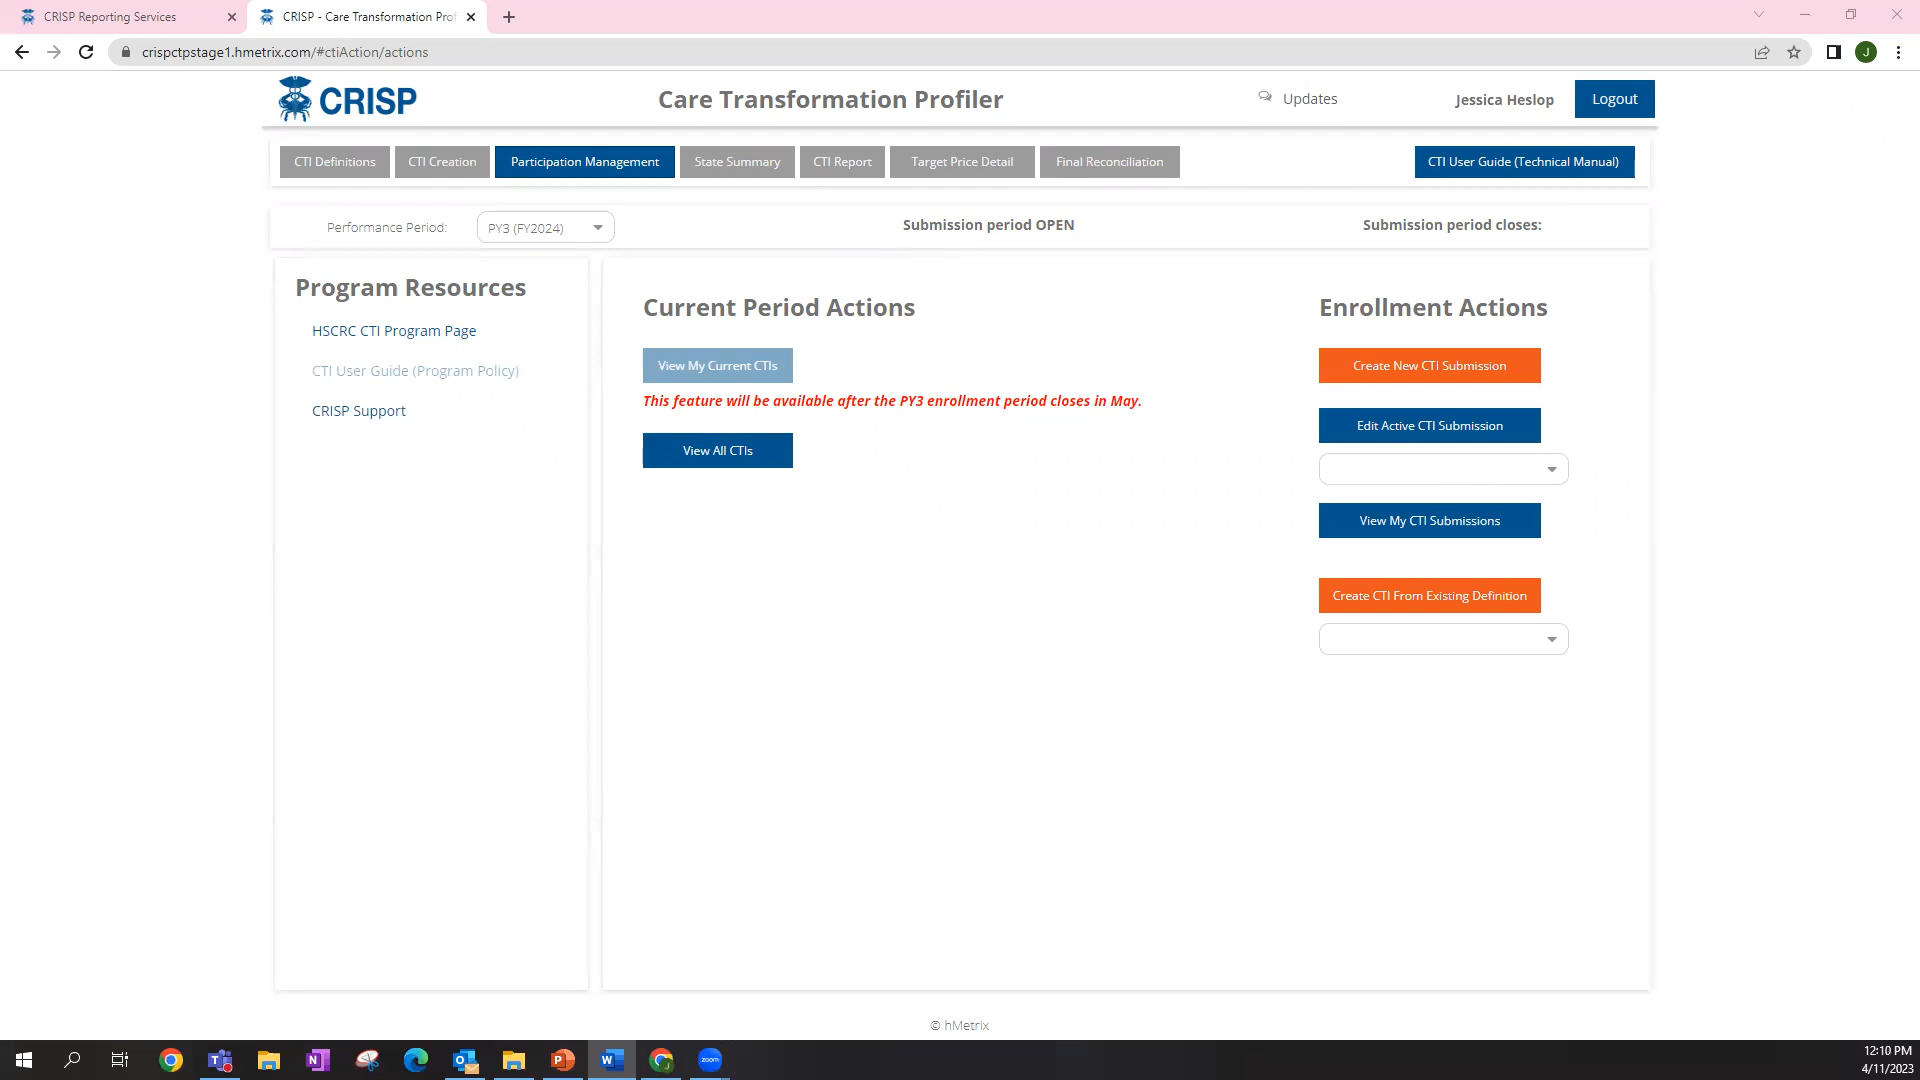 CRISP Reporting Services
CRISP - Care Transformation Prof
crispctpstage1.hmetrix.com/#ctiAction/actions
J
CRISP
Care Transformation Profiler
Updates
Jessica Heslop
Logout
CTI Definitions
CTI Creation
Participation Management
State Summary
CTI Report
Target Price Detail
Final Reconciliation
CTI User Guide (Technical Manual)
Performance Period:
PY3 (FY2024)
Submission period OPEN
Submission period closes:
Program Resources
HSCRC CTI Program Page
CTI User Guide (Program Policy)
CRISP Support
Current Period Actions
View My Current CTIs
This feature will be available after the PY3 enrollment period closes in May.
View All CTIs
Enrollment Actions
Create New CTI Submission
Edit Active CTI Submission
View My CTI Submissions
Create CTI From Existing Definition
© hMetrix
zoom
12:10 PM
4/11/2023